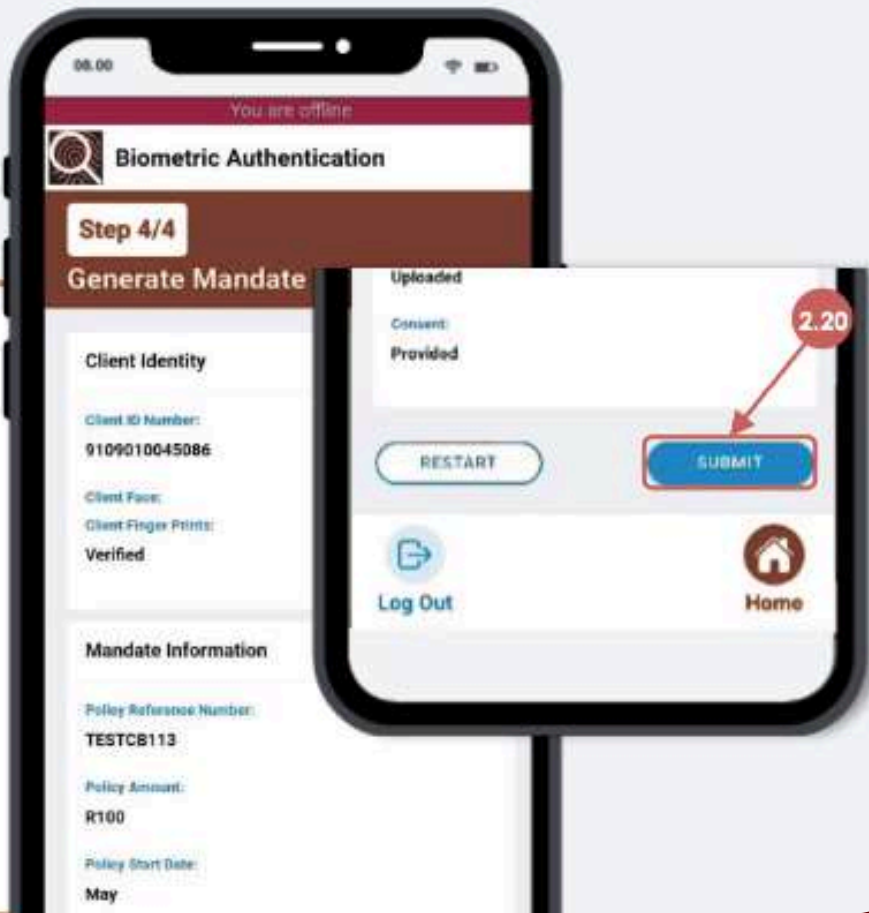 08.00
You are offline
Biometric Authentication
Step 4/4
Generate Mandate
Client Identity
Client ID Number:
9109010045086
Client Face:
Client Finger Prints:
Verified
Mandate Information
Policy Reference Number:
TESTCB113
Policy Amount:
R100
Policy Start Date:
May
Uploaded
Consent:
Provided
2.20
RESTART
SUBMIT
Log Out
Home